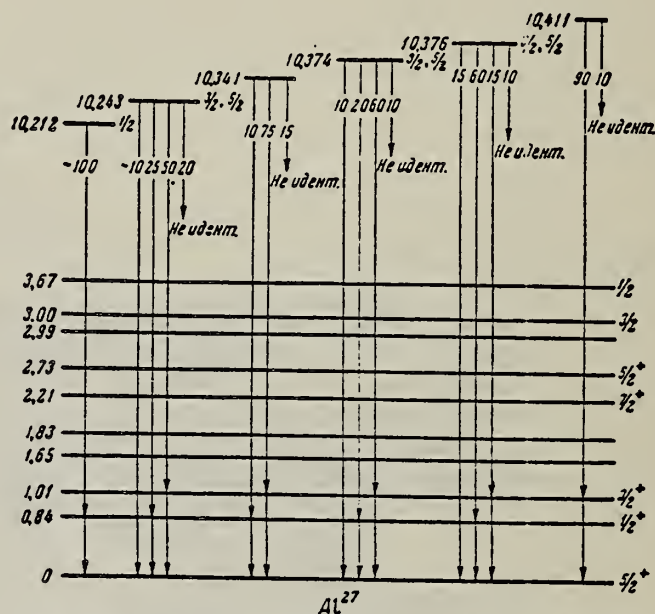 10,411
10,376 3/2, 5/2
10,374 3/2, 5/2
10,341
10,243 3/2, 5/2
10,212 1/2
~100
~10 25 50 20
10 75 15
10 20 60 10
15 60 15 10
90 10
Не идент.
Не идент.
Не идент.
Не идент.
Не идент.
3,67 1/2
3,00 3/2
2,99
2,73 5/2+
2,21
1,83
1,65
1,01 3/2+
0,84 1/2+
0 5/2+
Al27